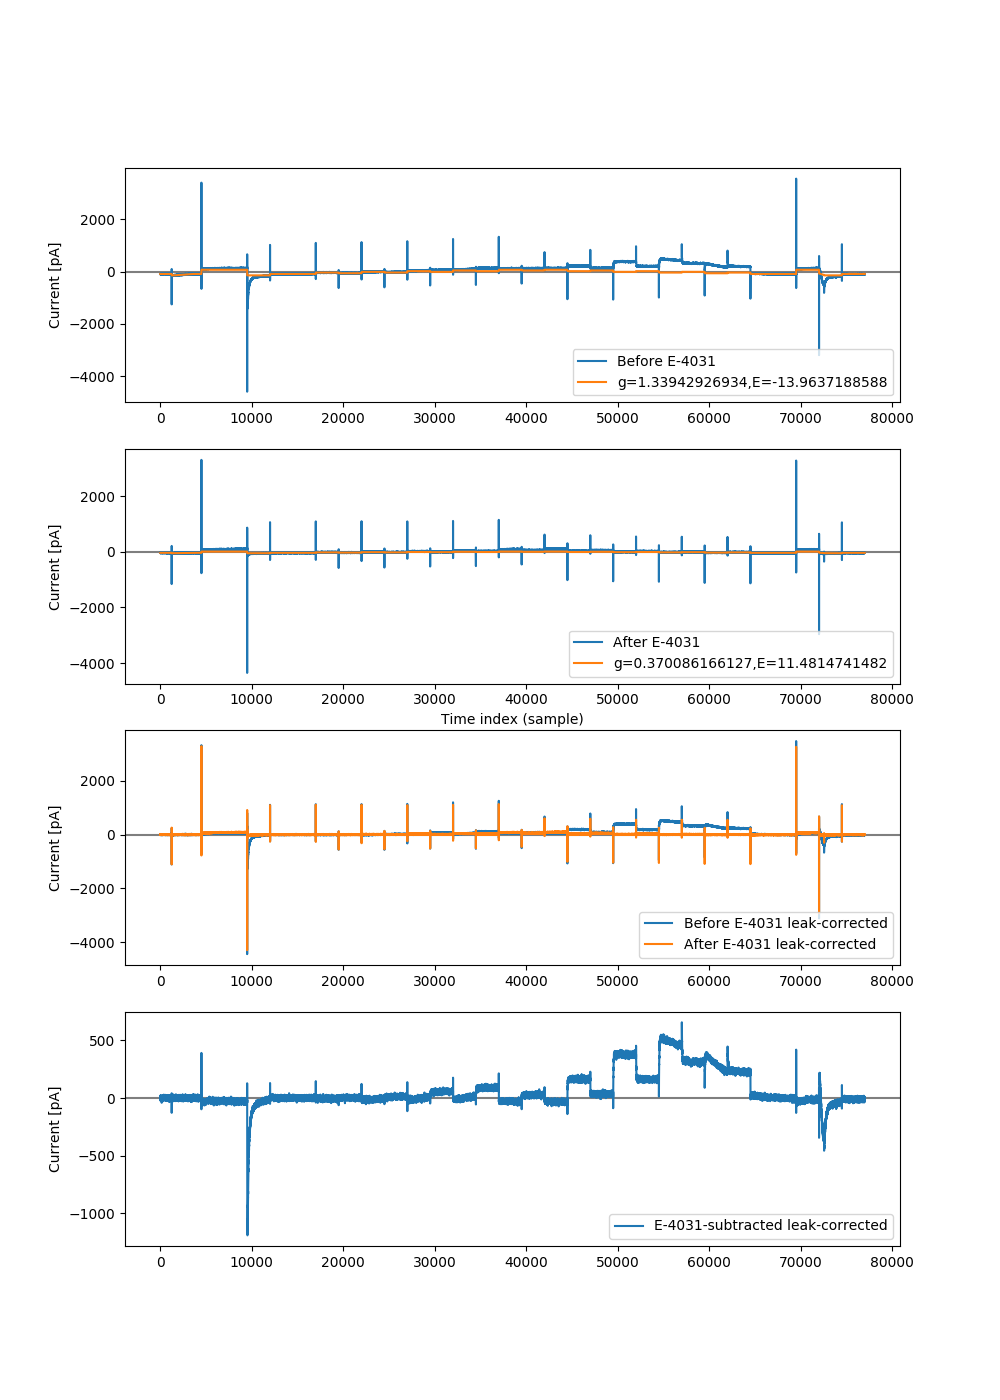 Current [pA]
2000
0
−2000
−4000
Before E-4031
g=1.33942926934,E=-13.9637188588
0 10000 20000 30000 40000 50000 60000 70000 80000
Current [pA]
2000
0
−2000
−4000
After E-4031
g=0.370086166127,E=11.4814741482
0 10000 20000 30000 40000 50000 60000 70000 80000
Time index (sample)
Current [pA]
2000
0
−2000
−4000
Before E-4031 leak-corrected
After E-4031 leak-corrected
0 10000 20000 30000 40000 50000 60000 70000 80000
Current [pA]
500
0
−500
−1000
E-4031-subtracted leak-corrected
0 10000 20000 30000 40000 50000 60000 70000 80000